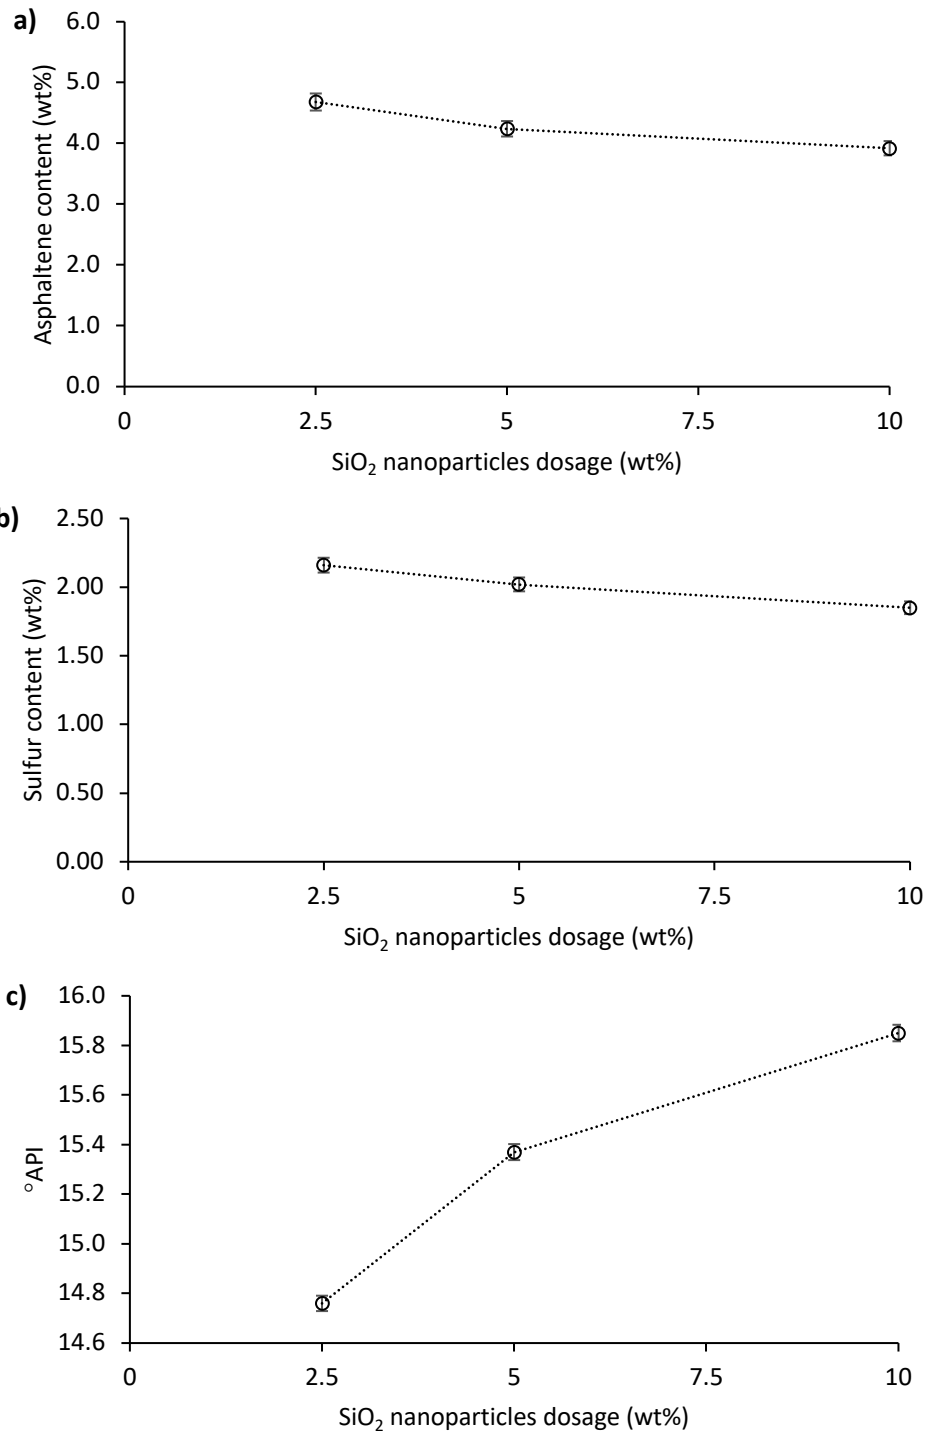 a)
6.0
5.0
4.0
3.0
2.0
1.0
0.0
Asphaltene content (wt%)
0 2.5 5 7.5 10
SiO₂ nanoparticles dosage (wt%)
b)
2.50
2.00
1.50
1.00
0.50
0.00
Sulfur content (wt%)
0 2.5 5 7.5 10
SiO₂ nanoparticles dosage (wt%)
c)
16.0
15.8
15.6
15.4
15.2
15.0
14.8
14.6
°API
0 2.5 5 7.5 10
SiO₂ nanoparticles dosage (wt%)